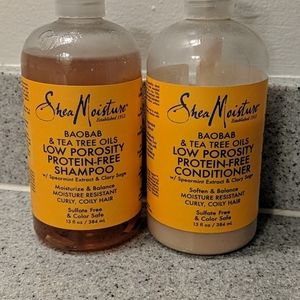 SheaMoisture
Established 1912
BAOBAB
& TEA TREE OILS
LOW POROSITY
PROTEIN-FREE
SHAMPOO
w/ Spearmint Extract & Clary Sage
Moisturize & Balance
MOISTURE RESISTANT
CURLY, COILY HAIR
Sulfate Free
& Color Safe
13 fl oz / 384 mL
SheaMoisture
Established 1912
BAOBAB
& TEA TREE OILS
LOW POROSITY
PROTEIN-FREE
CONDITIONER
w/ Spearmint Extract & Clary Sage
Soften & Balance
MOISTURE RESISTANT
CURLY, COILY HAIR
Sulfate Free
& Color Safe
13 fl oz / 384 mL